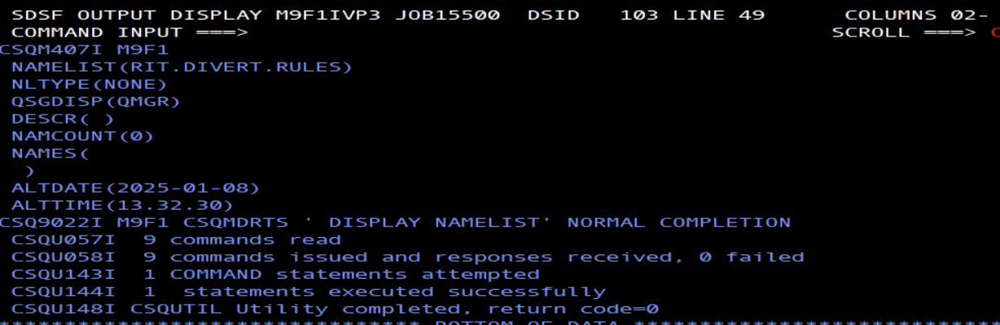 SDSF OUTPUT DISPLAY M9F1IVP3 JOB15500  DSID   103 LINE 49      COLUMNS 02-
COMMAND INPUT ===>                                            SCROLL ===> C
CSQM407I M9F1
NAMELIST(RIT.DIVERT.RULES)
NLTYPE(NONE)
QSGDISP(QMGR)
DESCR( )
NAMCOUNT(0)
NAMES(
)
ALTDATE(2025-01-08)
ALTTIME(13.32.30)
CSQ9022I M9F1 CSQMDRTS ' DISPLAY NAMELIST' NORMAL COMPLETION
CSQU057I  9 commands read
CSQU058I  9 commands issued and responses received, 0 failed
CSQU143I  1 COMMAND statements attempted
CSQU144I  1  statements executed successfully
CSQU148I CSQUTIL Utility completed, return code=0
******************************** BOTTOM OF DATA ****************************